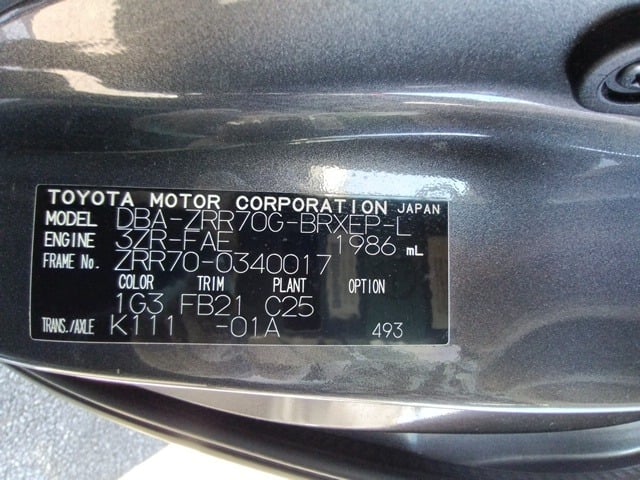 TOYOTA MOTOR CORPORATION JAPAN
MODEL DBA-ZRR70G-BRXEP-L
ENGINE 3ZR-FAE 1986 mL
FRAME No. ZRR70-0340017
COLOR TRIM PLANT OPTION
1G3 FB21 C25
TRANS./AXLE K111 -01A 493